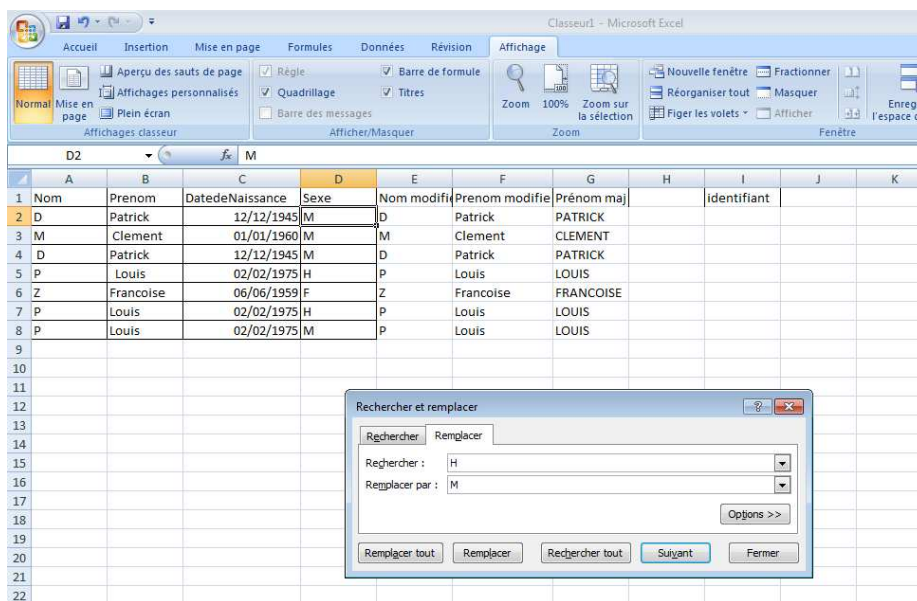 Classeur1 - Microsoft Excel
Accueil Insertion Mise en page Formules Données Révision Affichage
Normal
Mise en page
Aperçu des sauts de page
Affichages personnalisés
Plein écran
Affichages classeur
Règle
Quadrillage
Barre des messages
Barre de formule
Titres
Afficher/Masquer
Zoom
100%
Zoom sur la sélection
Zoom
Nouvelle fenêtre
Réorganiser tout
Figer les volets
Fractionner
Masquer
Afficher
Enreg
l'espace
Fenêtre
D2 fx M
A B C D E F G H I J K
1 Nom Prenom DatedeNaissance Sexe Nom modifie Prenom modifie Prénom maj identifiant
2 D Patrick 12/12/1945 M D Patrick PATRICK
3 M Clement 01/01/1960 M M Clement CLEMENT
4 D Patrick 12/12/1945 M D Patrick PATRICK
5 P Louis 02/02/1975 H P Louis LOUIS
6 Z Francoise 06/06/1959 F Z Francoise FRANCOISE
7 P Louis 02/02/1975 H P Louis LOUIS
8 P Louis 02/02/1975 M P Louis LOUIS
9
10
11
12
13
14
15
16
17
18
19
20
21
22
Rechercher et remplacer
Rechercher Remplacer
Rechercher : H
Remplacer par : M
Options >>
Remplacer tout Remplacer Rechercher tout Suivant Fermer